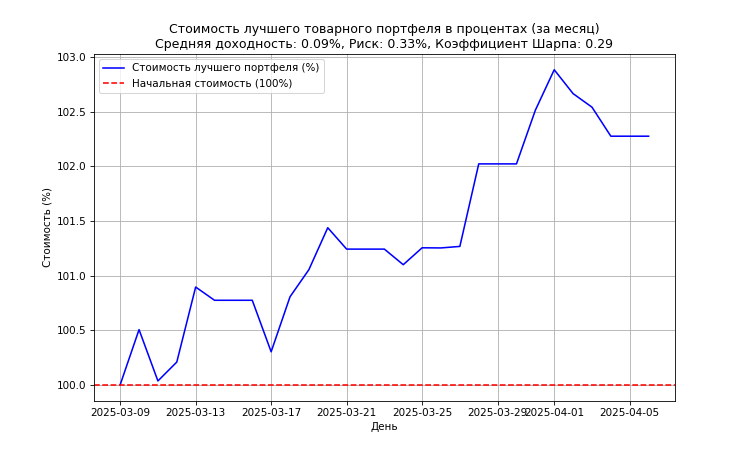 Стоимость лучшего товарного портфеля в процентах (за месяц)
Средняя доходность: 0.09%, Риск: 0.33%, Коэффициент Шарпа: 0.29
Стоимость лучшего портфеля (%)
Начальная стоимость (100%)
Стоимость (%)
103.0
102.5
102.0
101.5
101.0
100.5
100.0
2025-03-09 2025-03-13 2025-03-17 2025-03-21 2025-03-25 2025-03-29 2025-04-01 2025-04-05
День